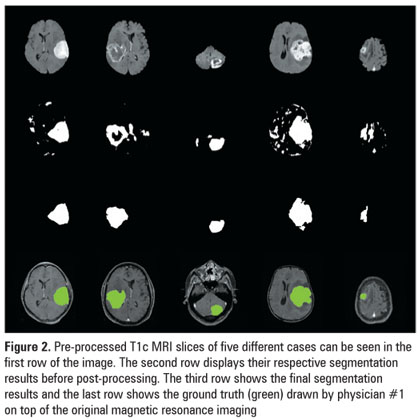 Figure 2. Pre-processed T1c MRI slices of five different cases can be seen in the
first row of the image. The second row displays their respective segmentation
results before post-processing. The third row shows the final segmentation
results and the last row shows the ground truth (green) drawn by physician #1
on top of the original magnetic resonance imaging